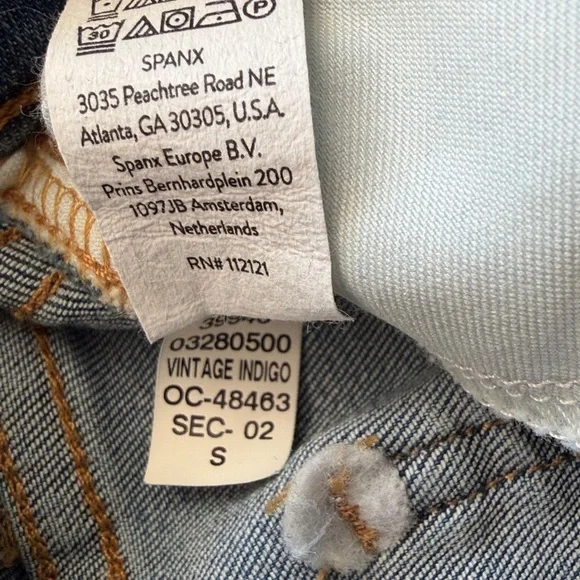 30
P
SPANX
3035 Peachtree Road NE
Atlanta, GA 30305, U.S.A.
Spanx Europe B.V.
Prins Bernhardplein 200
1097JB Amsterdam,
Netherlands
RN# 112121
03280500
VINTAGE INDIGO
OC-48463
SEC- 02
S